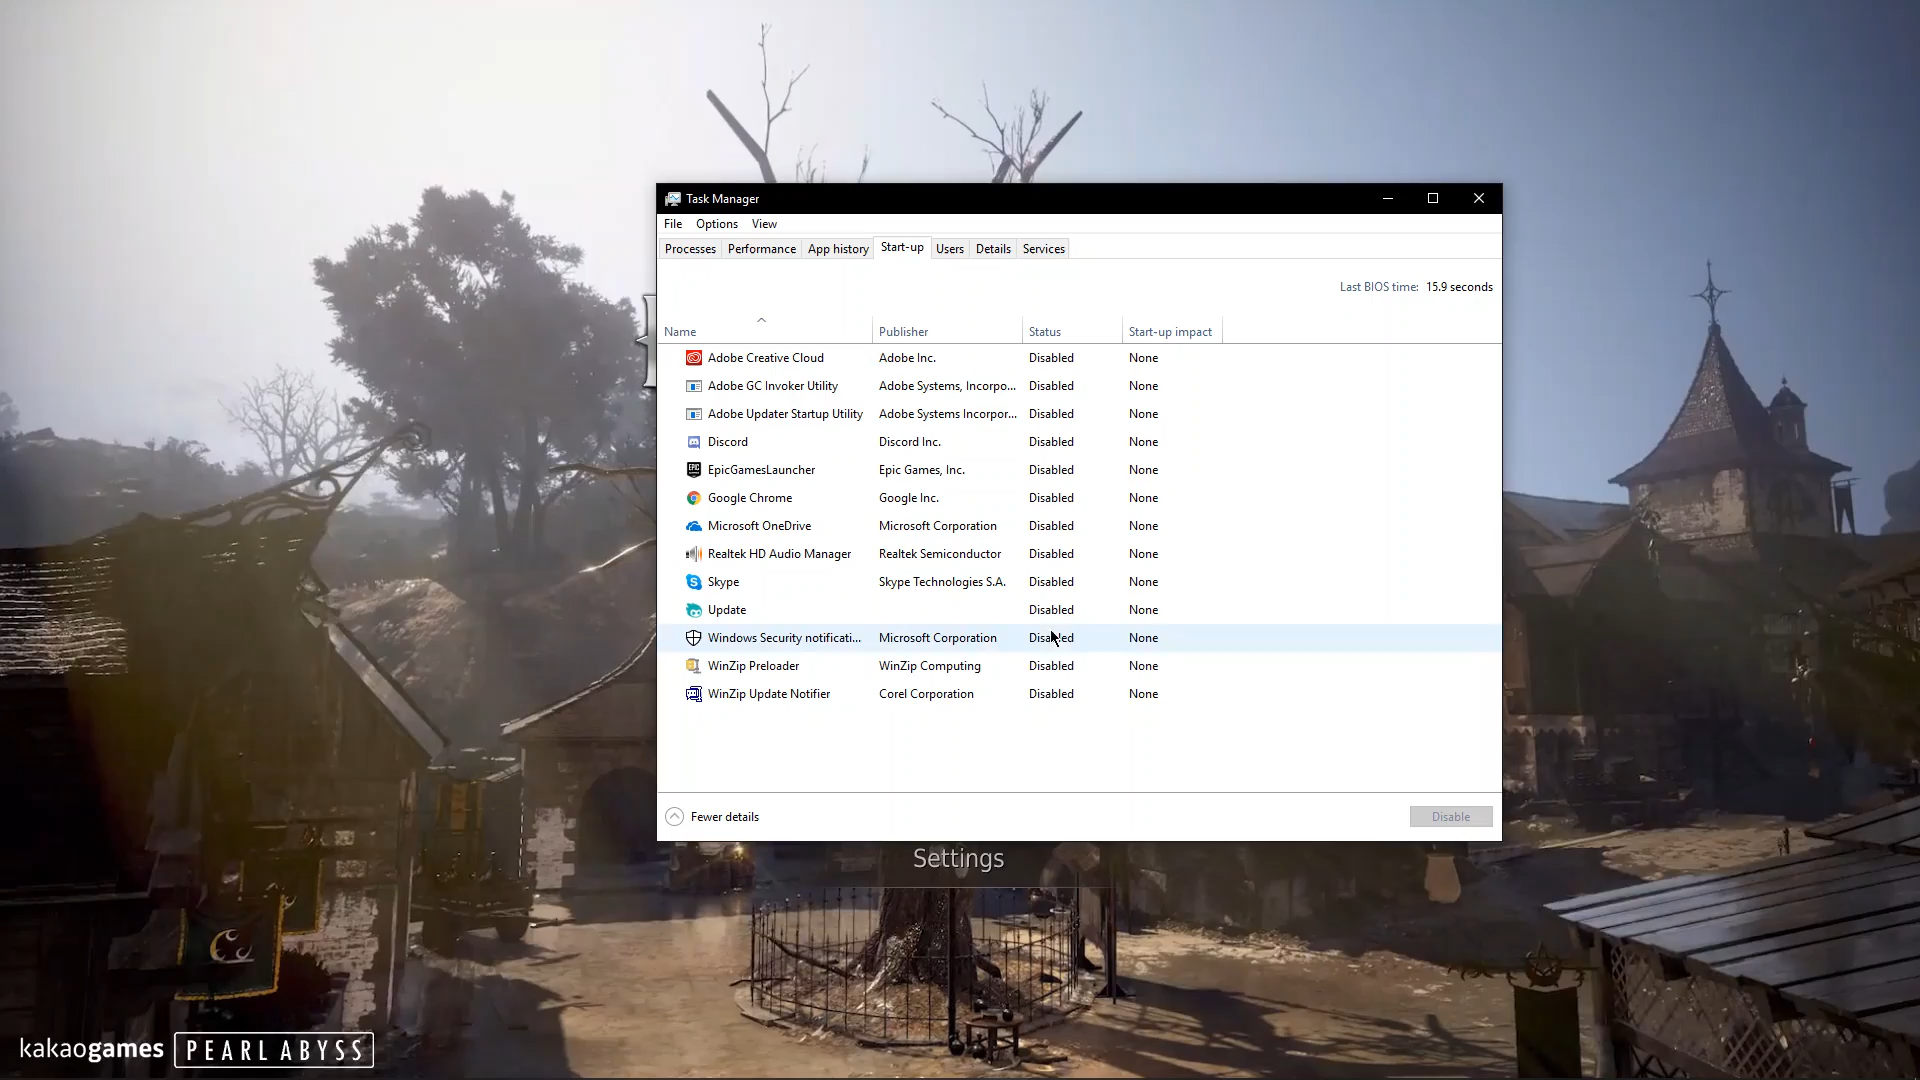 Task Manager
File Options View
Processes Performance App history Start-up Users Details Services
Last BIOS time: 15.9 seconds
Name Publisher Status Start-up impact
Adobe Creative Cloud Adobe Inc. Disabled None
Adobe GC Invoker Utility Adobe Systems, Incorpo... Disabled None
Adobe Updater Startup Utility Adobe Systems Incorpor... Disabled None
Discord Discord Inc. Disabled None
EPIC EpicGamesLauncher Epic Games, Inc. Disabled None
Google Chrome Google Inc. Disabled None
Microsoft OneDrive Microsoft Corporation Disabled None
Realtek HD Audio Manager Realtek Semiconductor Disabled None
Skype Skype Technologies S.A. Disabled None
Update Disabled None
Windows Security notificati... Microsoft Corporation Disabled None
WinZip Preloader WinZip Computing Disabled None
WinZip Update Notifier Corel Corporation Disabled None
Fewer details Disable
Settings
kakaogames PEARL ABYSS